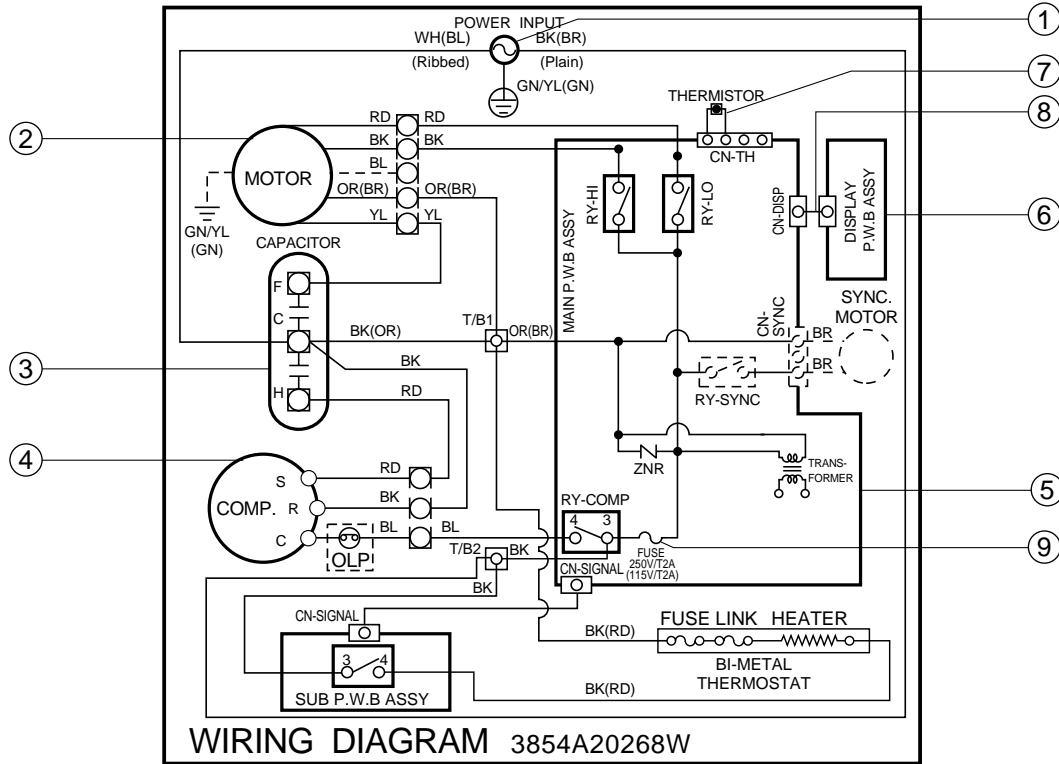 POWER INPUT
WH(BL)
BK(BR)
(Ribbed)
(Plain)
GN/YL(GN)
1
7
8
6
5
9
2
3
4
THERMISTOR
CN-TH
RD
RD
BK
BK
BL
OR(BR)
OR(BR)
YL
YL
MOTOR
GN/YL
(GN)
RY-HI
RY-LO
MAIN P.W.B ASSY
CN-DISP
DISPLAY
P.W.B ASSY
CAPACITOR
F
C
H
BK(OR)
T/B1
OR(BR)
BK
RD
CN-
SYNC
SYNC.
MOTOR
BR
BR
RY-SYNC
ZNR
TRANS-
FORMER
COMP.
S
R
C
RD
BK
BL
BL
OLP
RY-COMP
4
3
FUSE
250V/T2A
(115V/T2A)
T/B2
BK
BK
CN-SIGNAL
CN-SIGNAL
3
4
SUB P.W.B ASSY
BK(RD)
BK(RD)
FUSE LINK
HEATER
BI-METAL
THERMOSTAT
WIRING DIAGRAM 3854A20268W